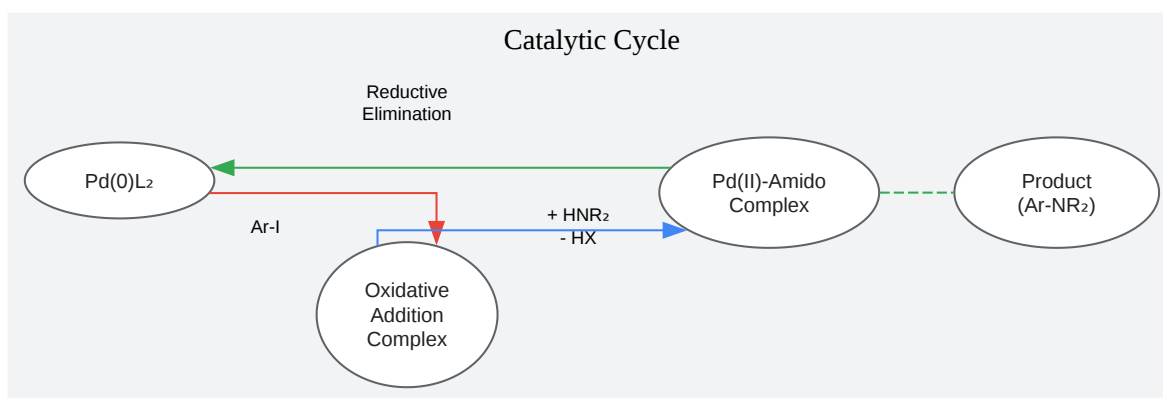 Catalytic Cycle
Reductive
Elimination
Pd(0)L₂
Ar-I
Oxidative
Addition
Complex
+ HNR₂
- HX
Pd(II)-Amido
Complex
Product
(Ar-NR₂)